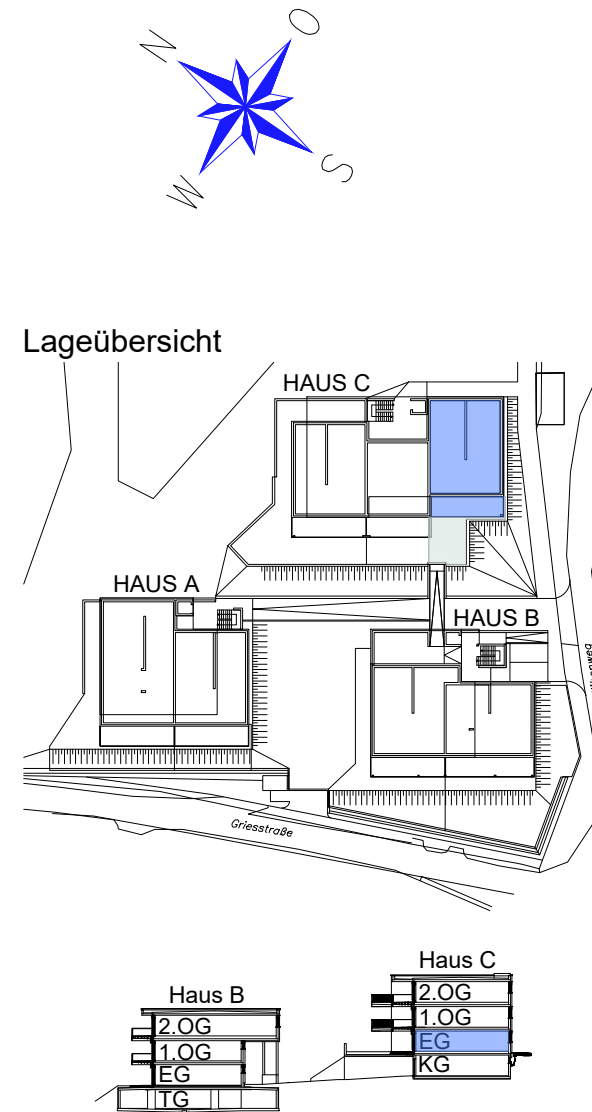 N
O
W
S
Lageübersicht
HAUS C
HAUS A
HAUS B
Griesstraße
Haus B
2.OG
1.OG
EG
TG
Haus C
2.OG
1.OG
EG
KG